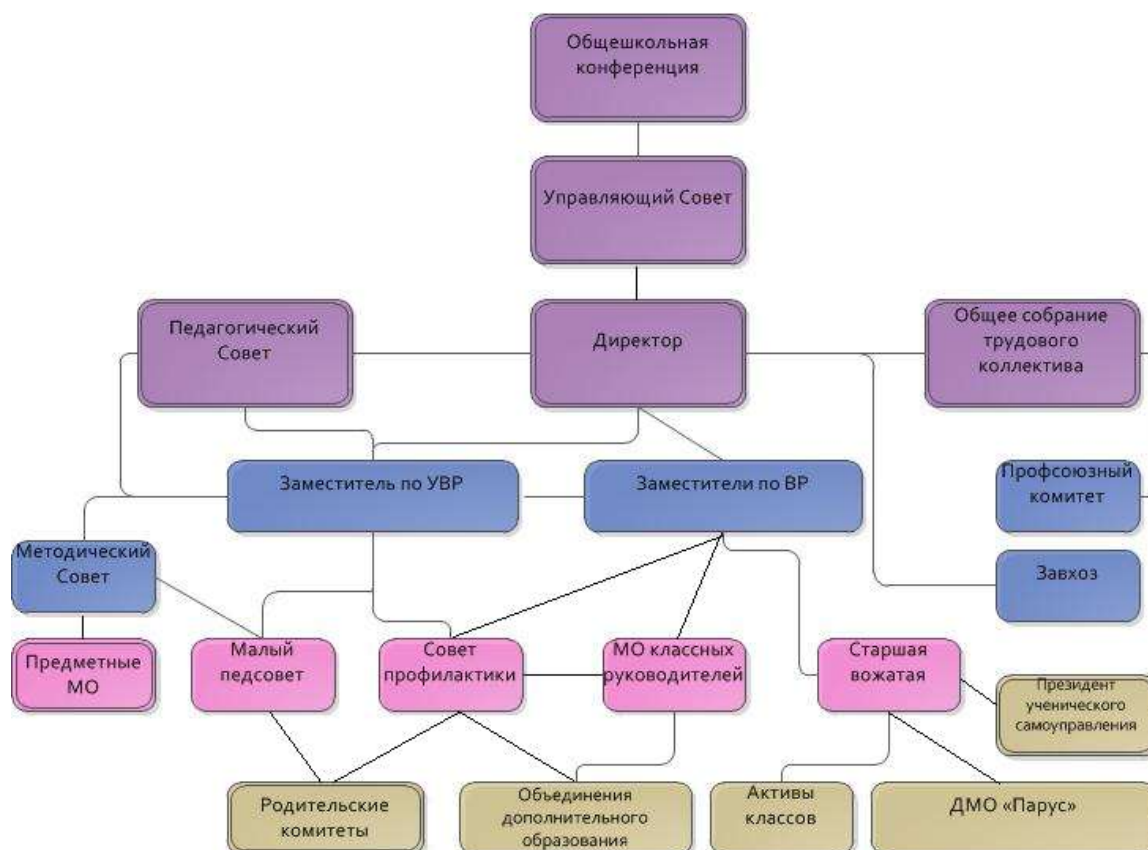 Общешкольная
конференция
Управляющий Совет
Педагогический
Совет
Директор
Общее собрание
трудового
коллектива
Заместитель по УВР
Заместители по ВР
Профсоюзный
комитет
Методический
Совет
Завхоз
Предметные
МО
Малый
педсовет
Совет
профилактики
МО классных
руководителей
Старшая
вожатая
Президент
ученического
самоуправления
Родительские
комитеты
Объединения
дополнительного
образования
Активы
классов
ДМО «Парус»